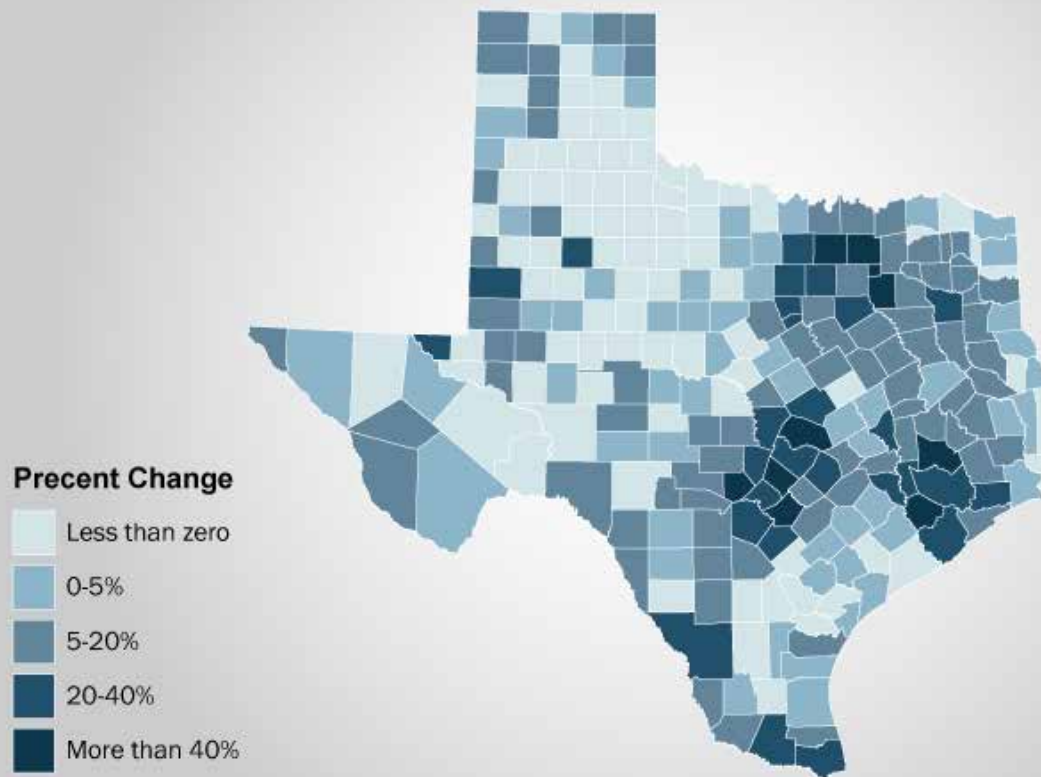 Precent Change
Less than zero
0-5%
5-20%
20-40%
More than 40%